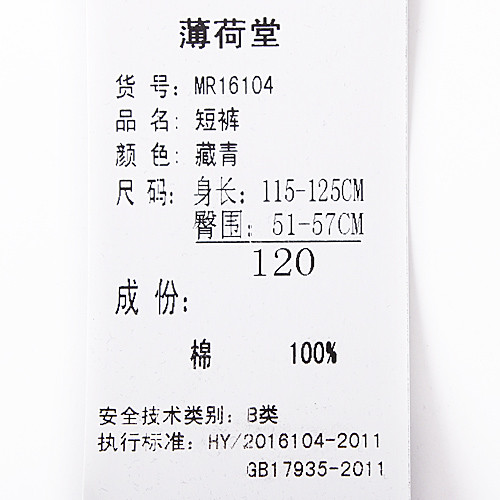 薄荷堂
货号：MR16104
品名：短裤
颜色：藏青
尺码：身长：115-125CM
臀围：51-57CM
120
成份：
棉 100%
安全技术类别：B类
执行标准：HY/2016104-2011
GB17935-2011